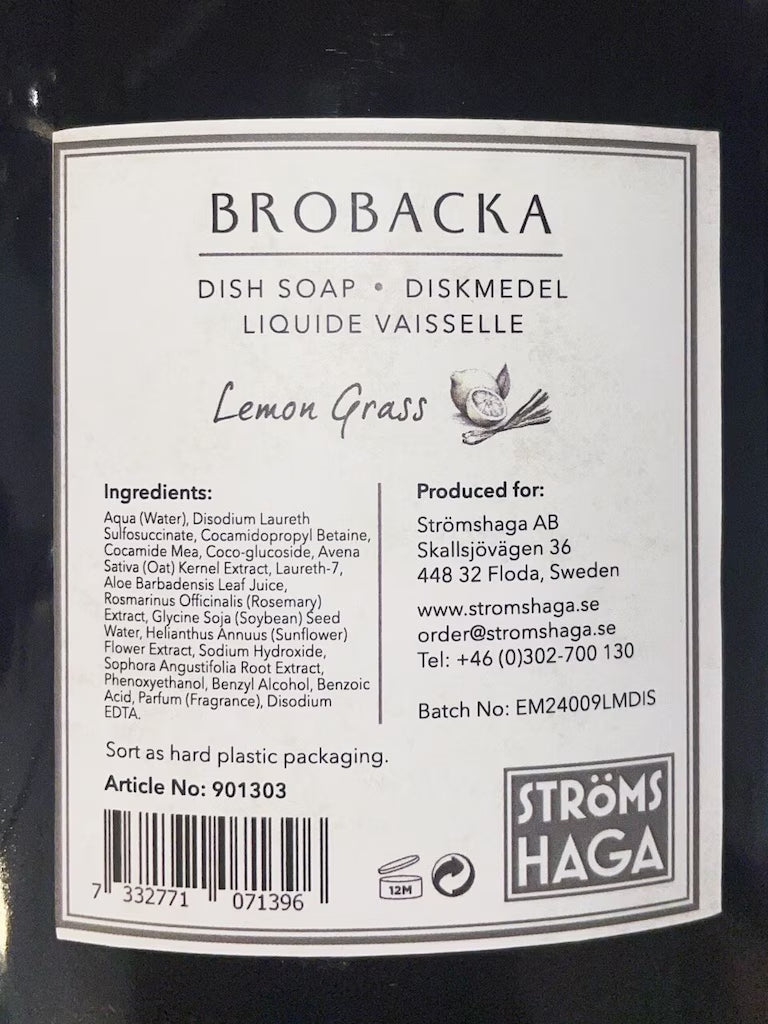 BROBACKA
DISH SOAP • DISKMEDEL
LIQUIDE VAISSELLE
Lemon Grass
Ingredients:
Aqua (Water), Disodium Laureth
Sulfosuccinate, Cocamidopropyl Betaine,
Cocamide Mea, Coco-glucoside, Avena
Sativa (Oat) Kernel Extract, Laureth-7,
Aloe Barbadensis Leaf Juice,
Rosmarinus Officinalis (Rosemary)
Extract, Glycine Soja (Soybean) Seed
Water, Helianthus Annuus (Sunflower)
Flower Extract, Sodium Hydroxide,
Sophora Angustifolia Root Extract,
Phenoxyethanol, Benzyl Alcohol, Benzoic
Acid, Parfum (Fragrance), Disodium
EDTA.
Produced for:
Strömshaga AB
Skallsjövägen 36
448 32 Floda, Sweden
www.stromshaga.se
order@stromshaga.se
Tel: +46 (0)302-700 130
Batch No: EM24009LMDIS
Sort as hard plastic packaging.
Article No: 901303
7 332771 071396
12M
STRÖMS
HAGA